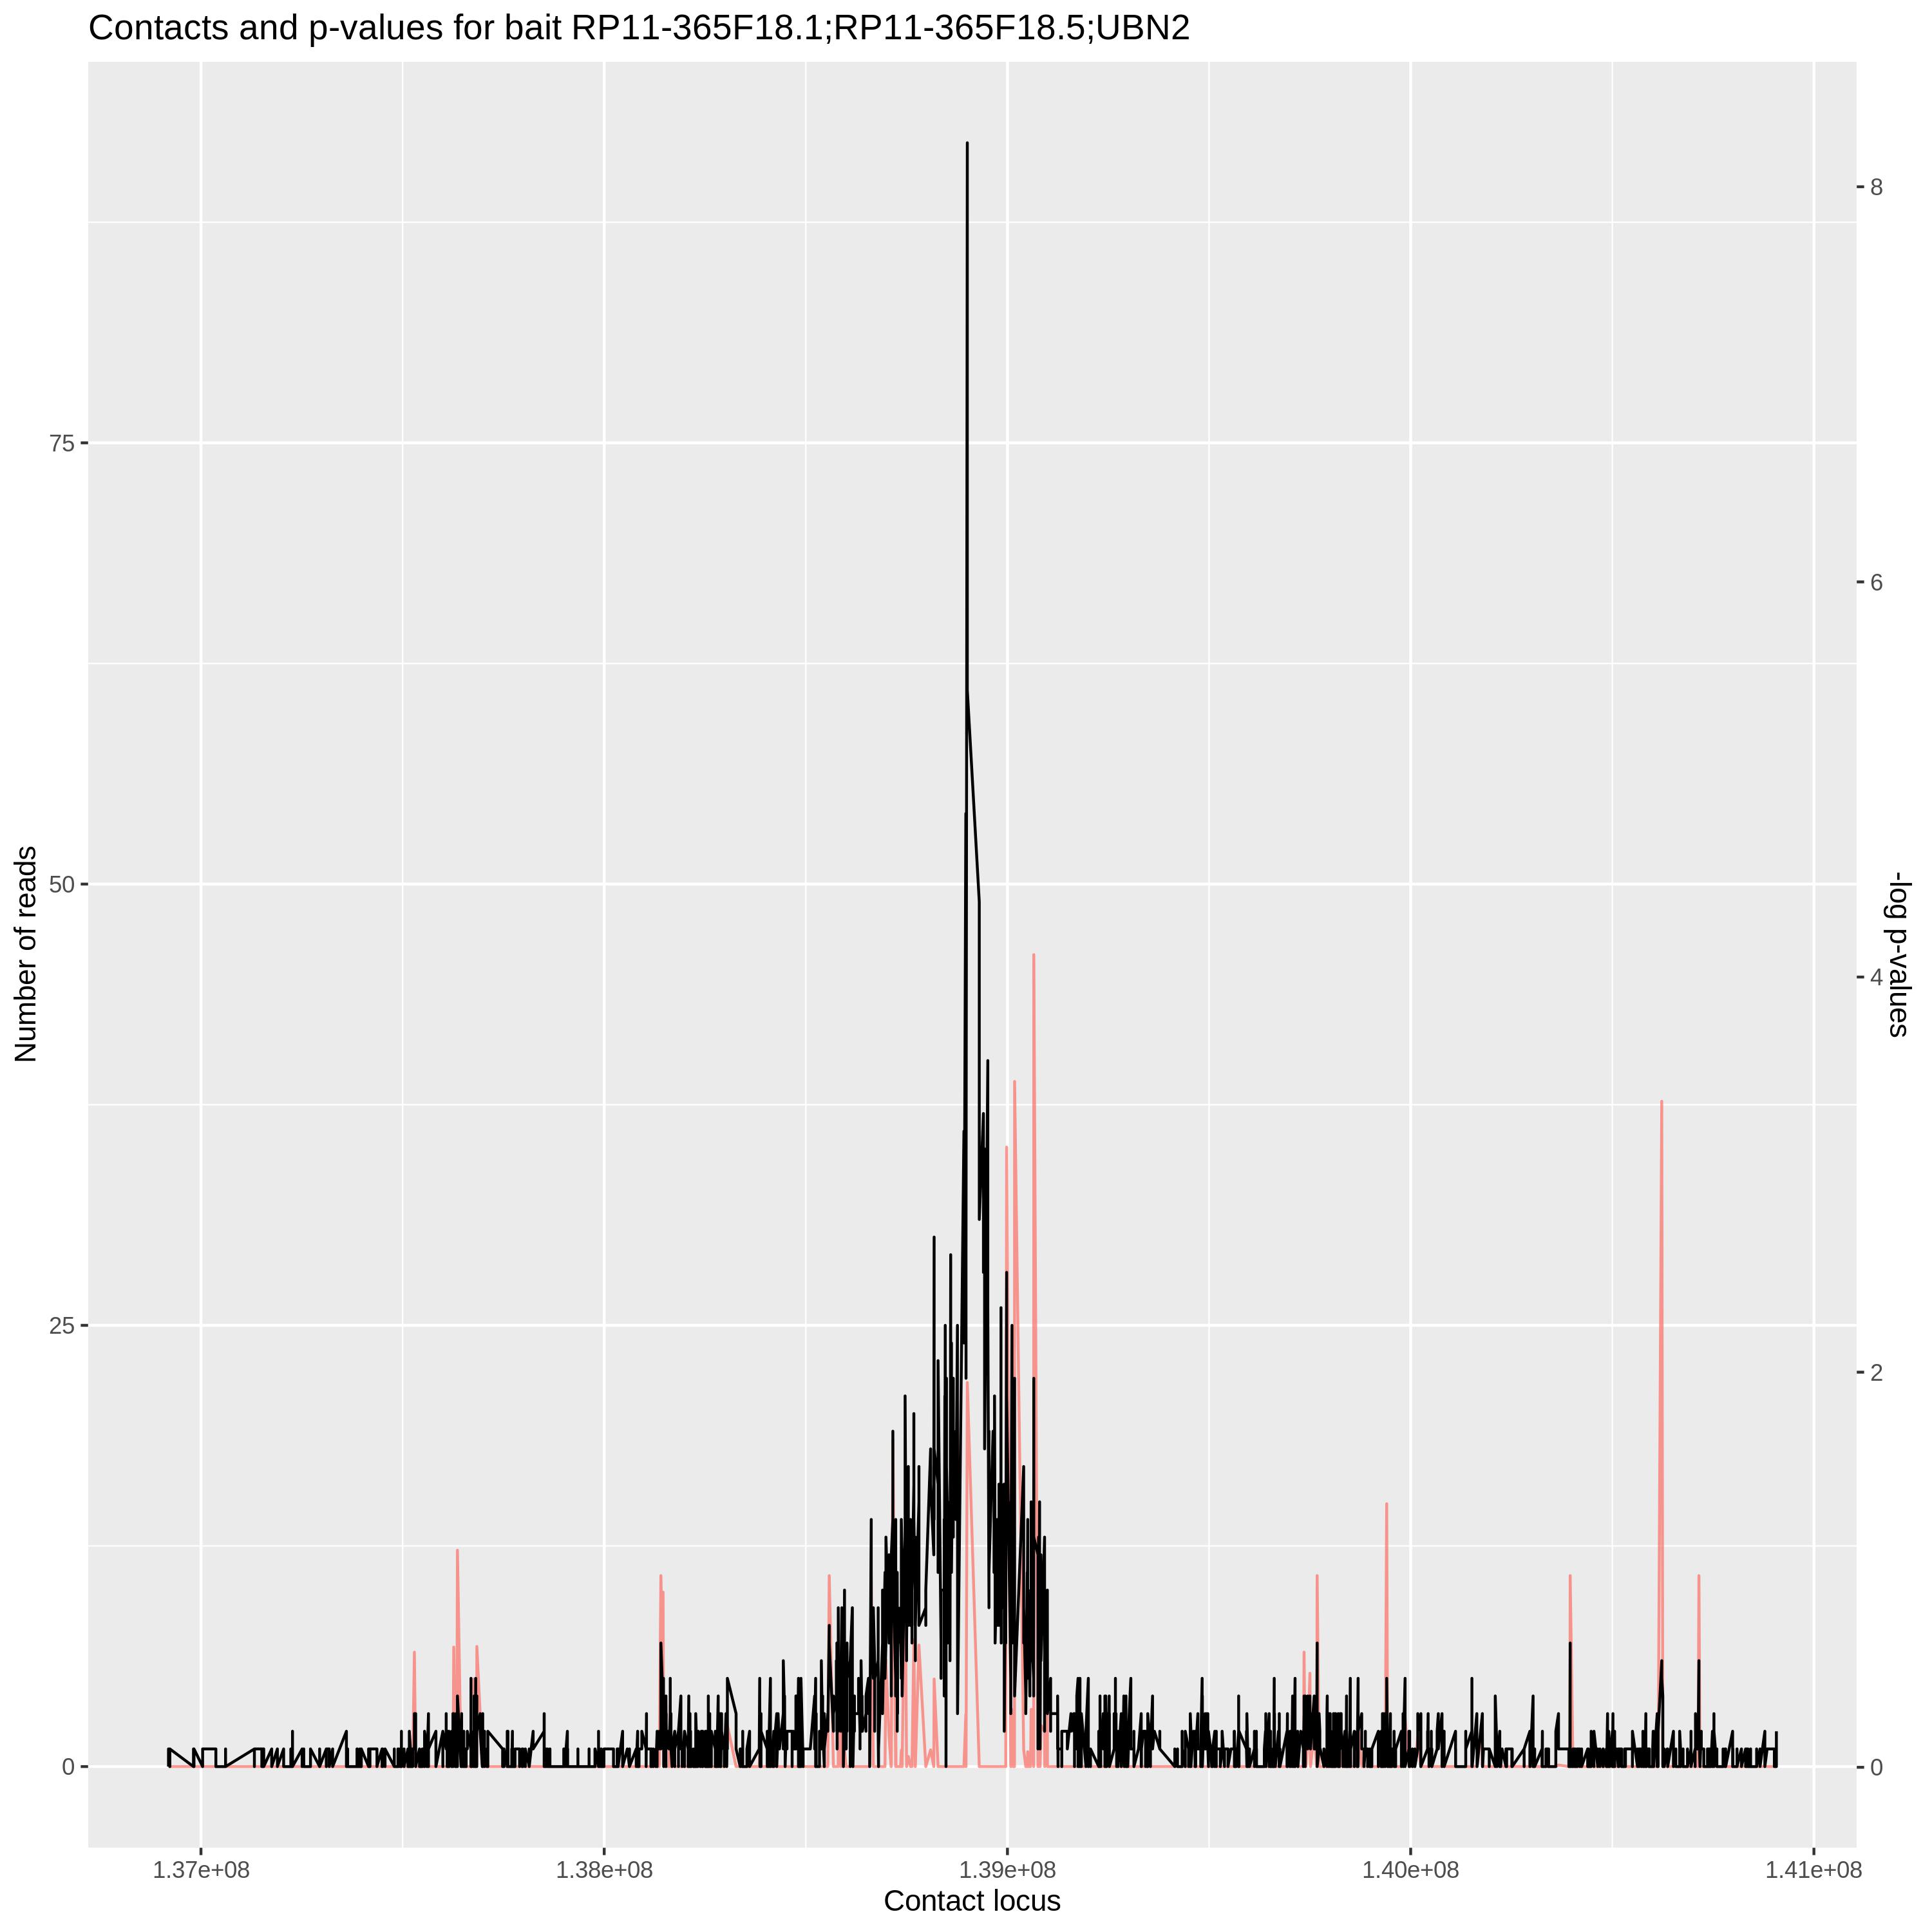 Contacts and p-values for bait RP11-365F18.1;RP11-365F18.5;UBN2
Number of reads
75
50
25
0
8
6
4
2
0
-log p-values
1.37e+08 1.38e+08 1.39e+08 1.40e+08 1.41e+08
Contact locus